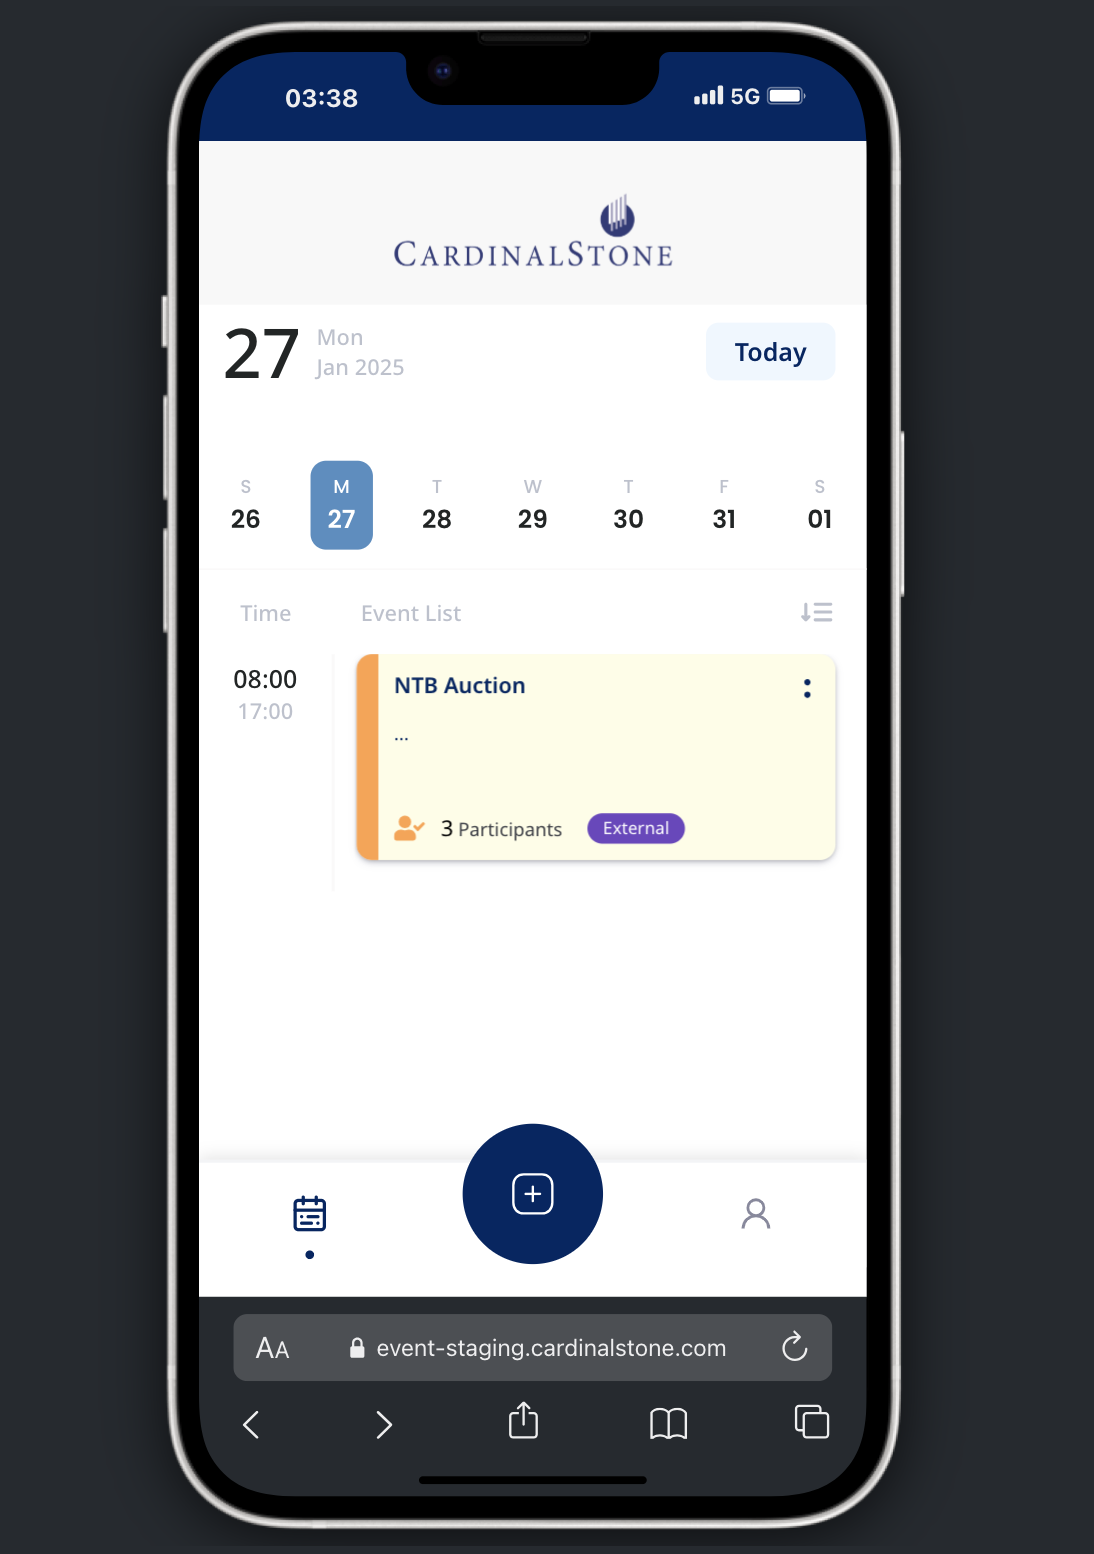 03:38
5G
CARDINALSTONE
27
Mon
Jan 2025
Today
S M T W T F S
26 27 28 29 30 31 01
Time Event List
08:00
17:00
NTB Auction
...
3 Participants External
AA event-staging.cardinalstone.com